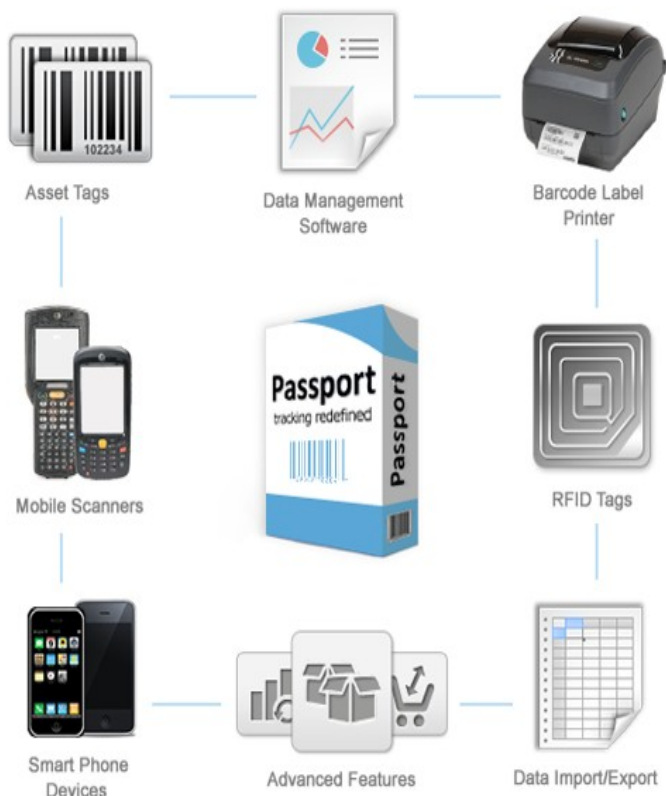 102234
Asset Tags
Data Management
Software
Barcode Label
Printer
Passport
tracking redefined
Passport
Mobile Scanners
RFID Tags
Smart Phone
Devices
Advanced Features
Data Import/Export